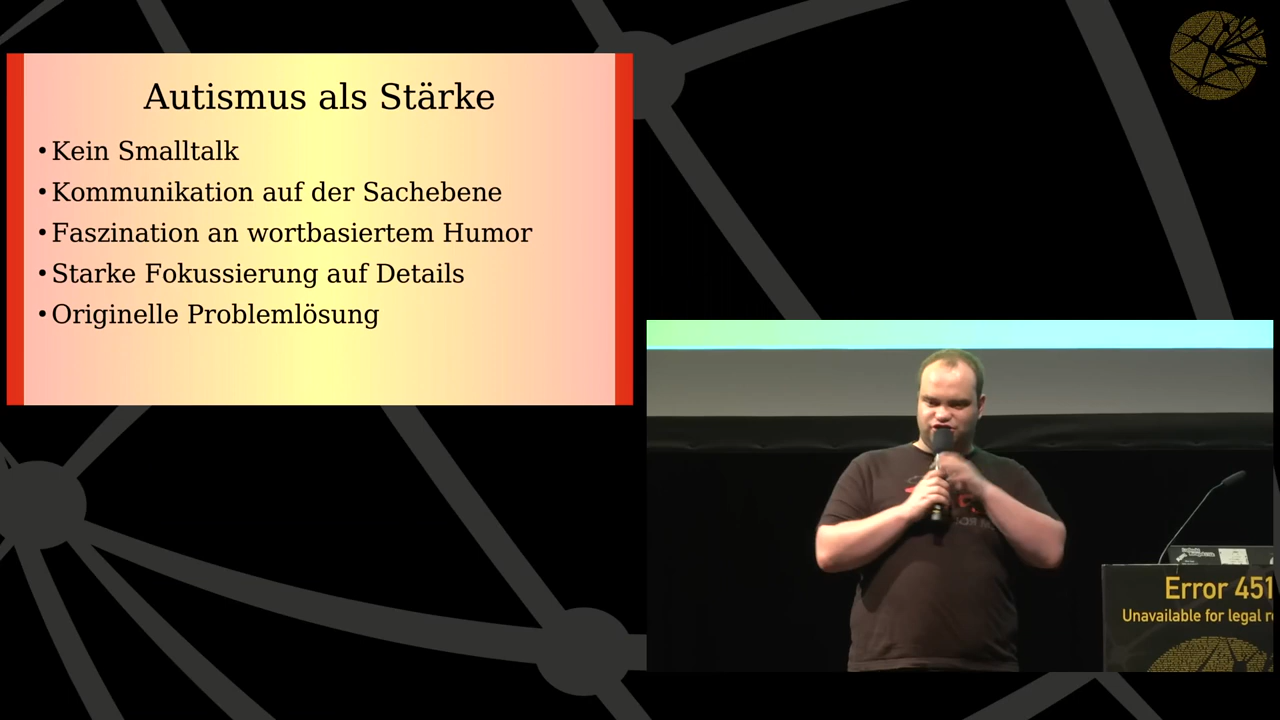 Autismus als Stärke
• Kein Smalltalk
• Kommunikation auf der Sachebene
• Faszination an wortbasiertem Humor
• Starke Fokussierung auf Details
• Originelle Problemlösung
Error 451
Unavailable for legal